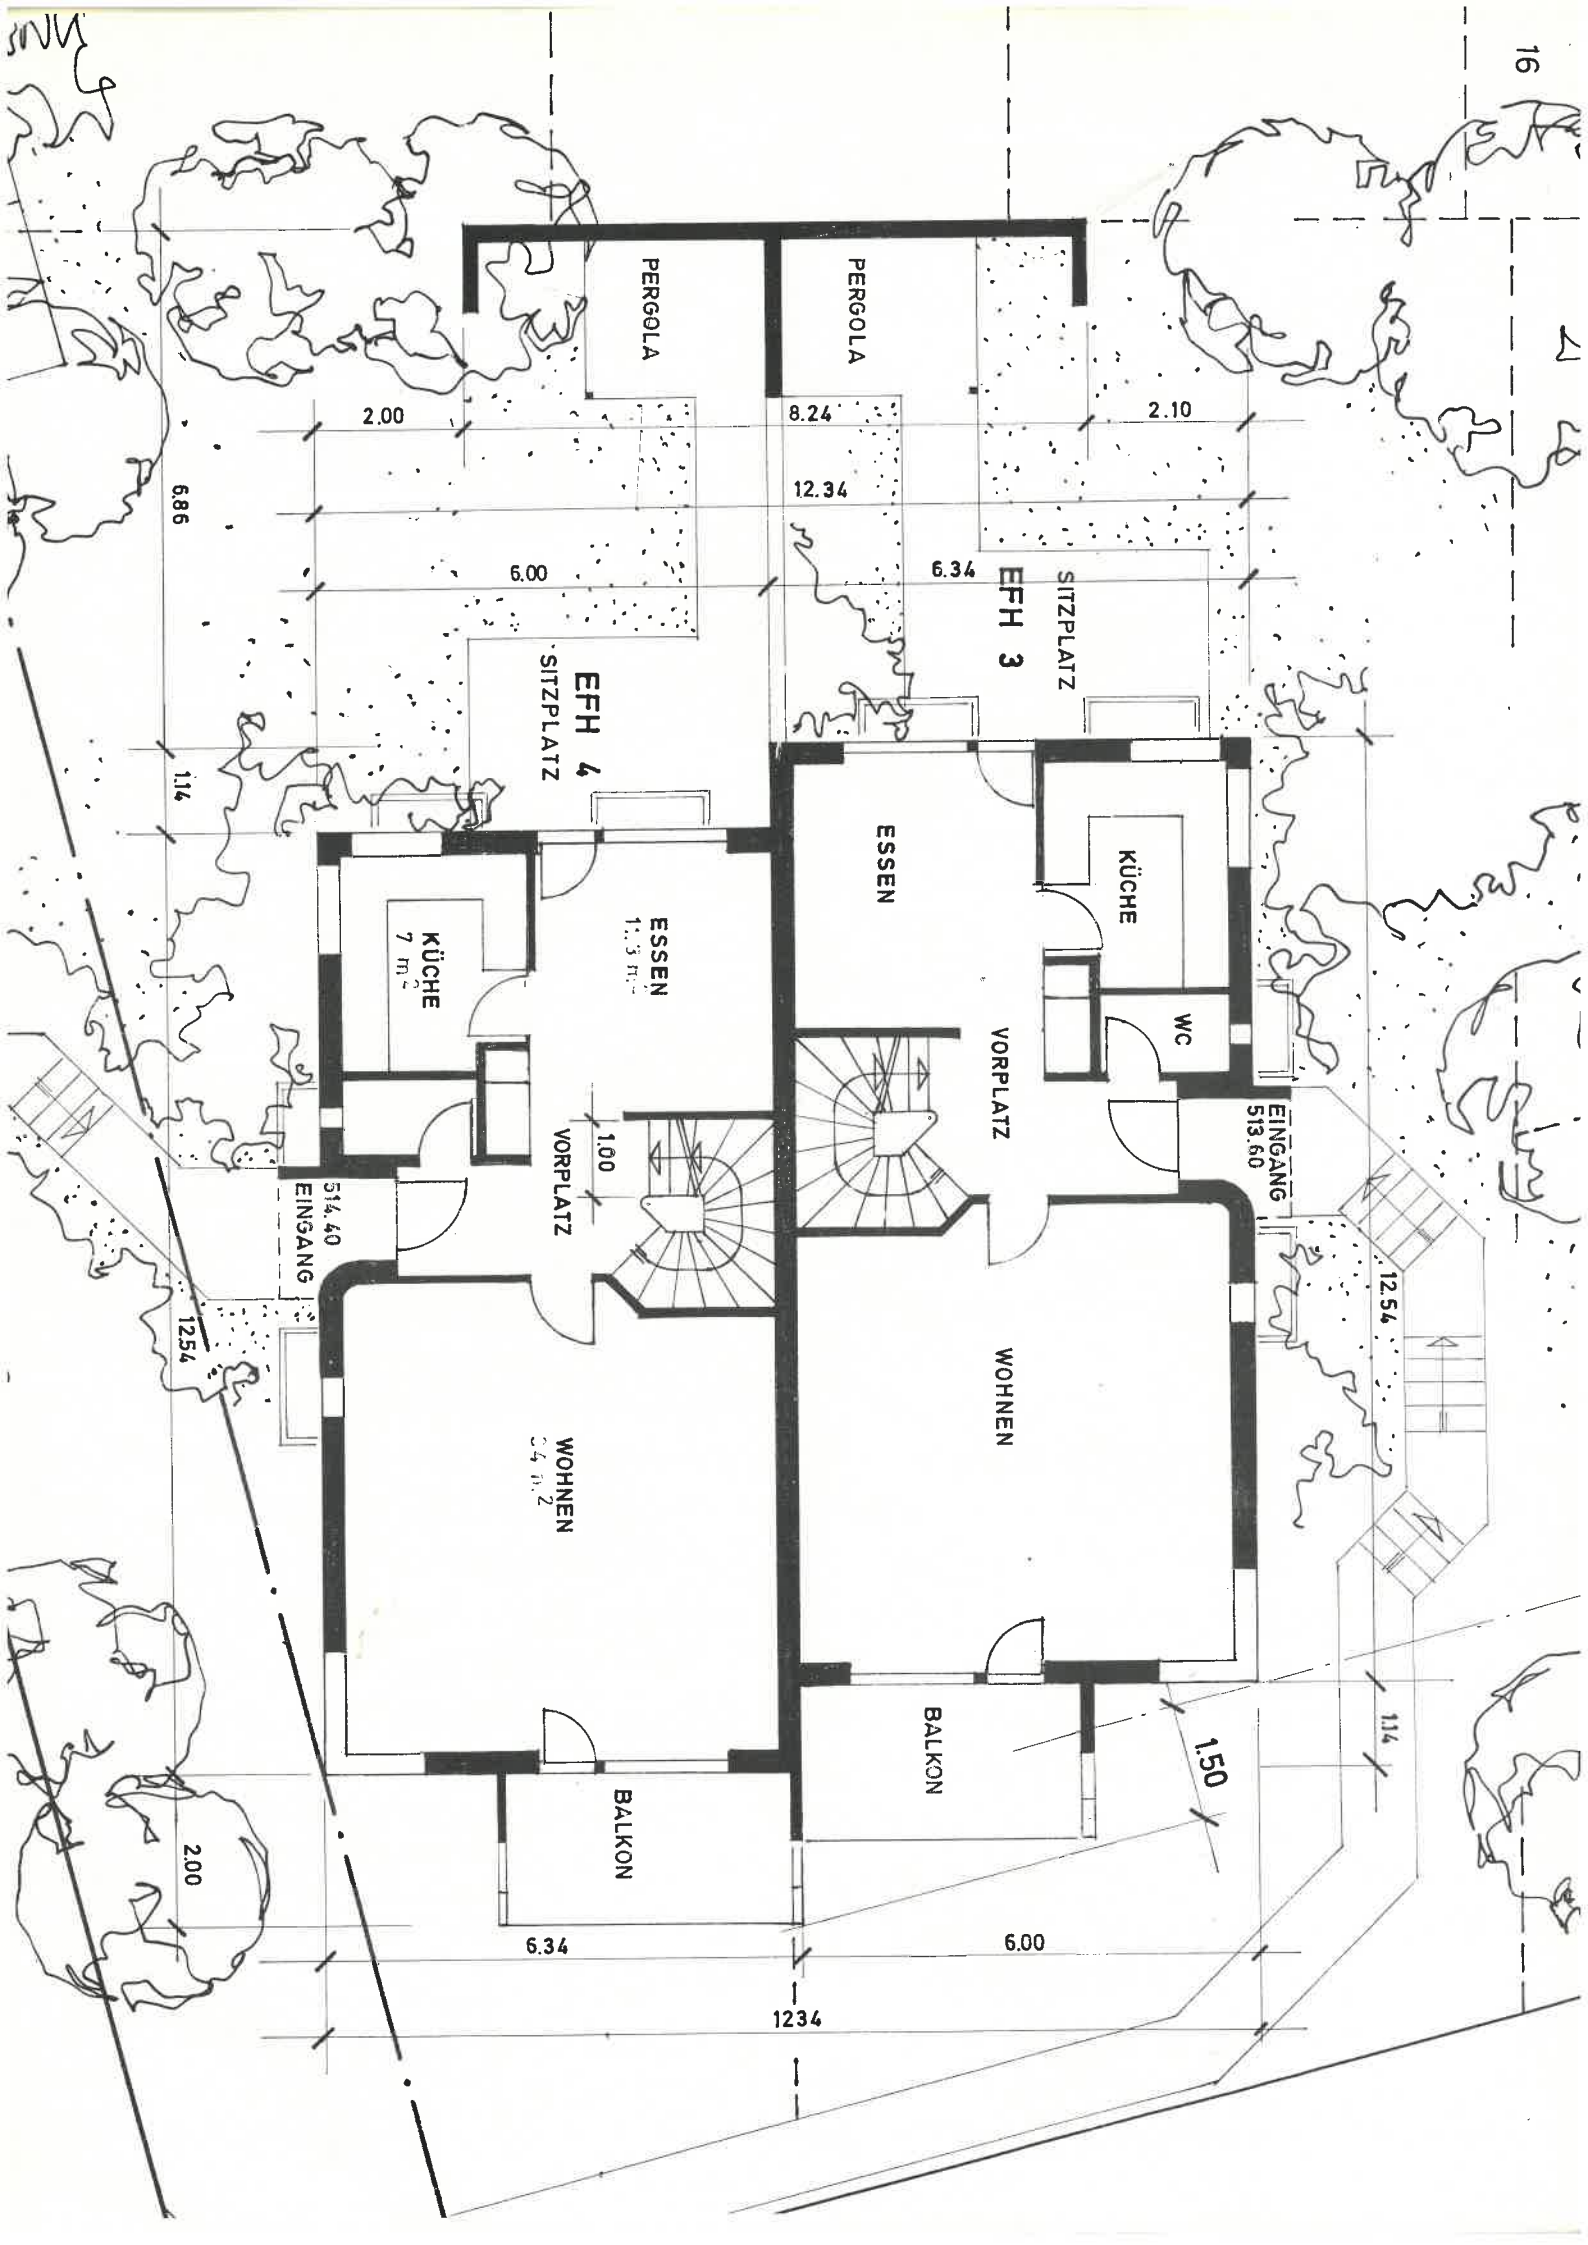 16
PERGOLA
PERGOLA
2.00
8.24
2.10
12.34
6.86
6.00
6.34
EFH 3
SITZPLATZ
EFH 4
SITZPLATZ
1.14
ESSEN
KÜCHE
ESSEN
KÜCHE
7 m2
WC
VORPLATZ
EINGANG
513.60
1.00
VORPLATZ
514.40
EINGANG
12.54
12.54
WOHNEN
WOHNEN
BALKON
1.14
1.50
BALKON
2.00
6.34
6.00
1234